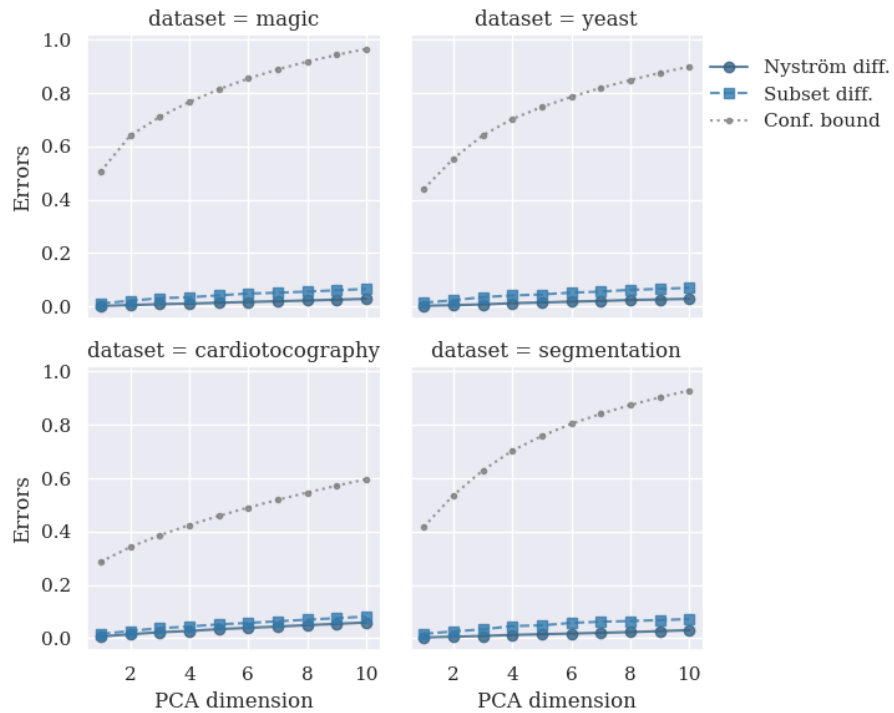 dataset = magic
dataset = yeast
1.0
0.8
0.6
0.4
0.2
0.0
Errors
Nyström diff.
Subset diff.
Conf. bound
dataset = cardiotocography
dataset = segmentation
1.0
0.8
0.6
0.4
0.2
0.0
Errors
2 4 6 8 10
2 4 6 8 10
PCA dimension
PCA dimension